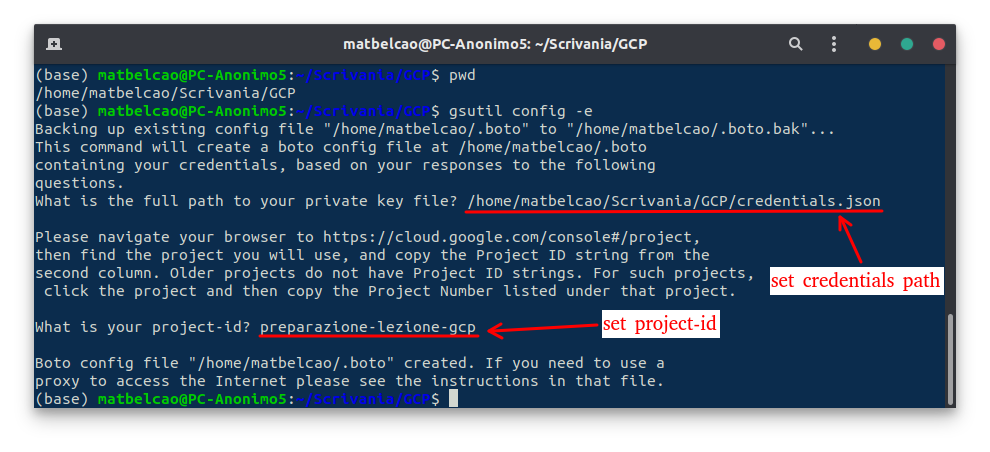 matbelcao@PC-Anonimo5: ~/Scrivania/GCP
(base) matbelcao@PC-Anonimo5:~/Scrivania/GCP$ pwd
/home/matbelcao/Scrivania/GCP
(base) matbelcao@PC-Anonimo5:~/Scrivania/GCP$ gsutil config -e
Backing up existing config file "/home/matbelcao/.boto" to "/home/matbelcao/.boto.bak"...
This command will create a boto config file at /home/matbelcao/.boto
containing your credentials, based on your responses to the following
questions.
What is the full path to your private key file? /home/matbelcao/Scrivania/GCP/credentials.json
Please navigate your browser to https://cloud.google.com/console#/project,
then find the project you will use, and copy the Project ID string from the
second column. Older projects do not have Project ID strings. For such projects,
click the project and then copy the Project Number listed under that project.
set credentials path
What is your project-id? preparazione-lezione-gcp
set project-id
Boto config file "/home/matbelcao/.boto" created. If you need to use a
proxy to access the Internet please see the instructions in that file.
(base) matbelcao@PC-Anonimo5:~/Scrivania/GCP$